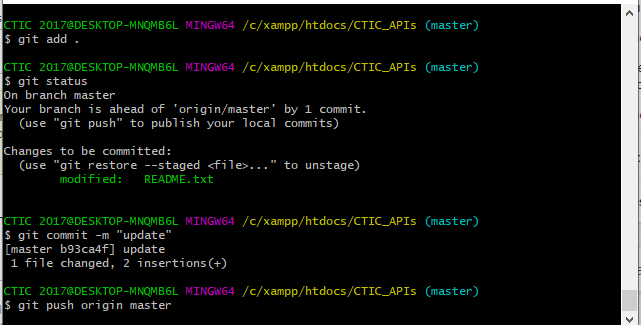 CTIC 2017@DESKTOP-MNQMB6L MINGW64 /c/xampp/htdocs/CTIC_APIs (master)
$ git add .
CTIC 2017@DESKTOP-MNQMB6L MINGW64 /c/xampp/htdocs/CTIC_APIs (master)
$ git status
On branch master
Your branch is ahead of 'origin/master' by 1 commit.
  (use "git push" to publish your local commits)
Changes to be committed:
  (use "git restore --staged <file>..." to unstage)
        modified:   README.txt
CTIC 2017@DESKTOP-MNQMB6L MINGW64 /c/xampp/htdocs/CTIC_APIs (master)
$ git commit -m "update"
[master b93ca4f] update
 1 file changed, 2 insertions(+)
CTIC 2017@DESKTOP-MNQMB6L MINGW64 /c/xampp/htdocs/CTIC_APIs (master)
$ git push origin master